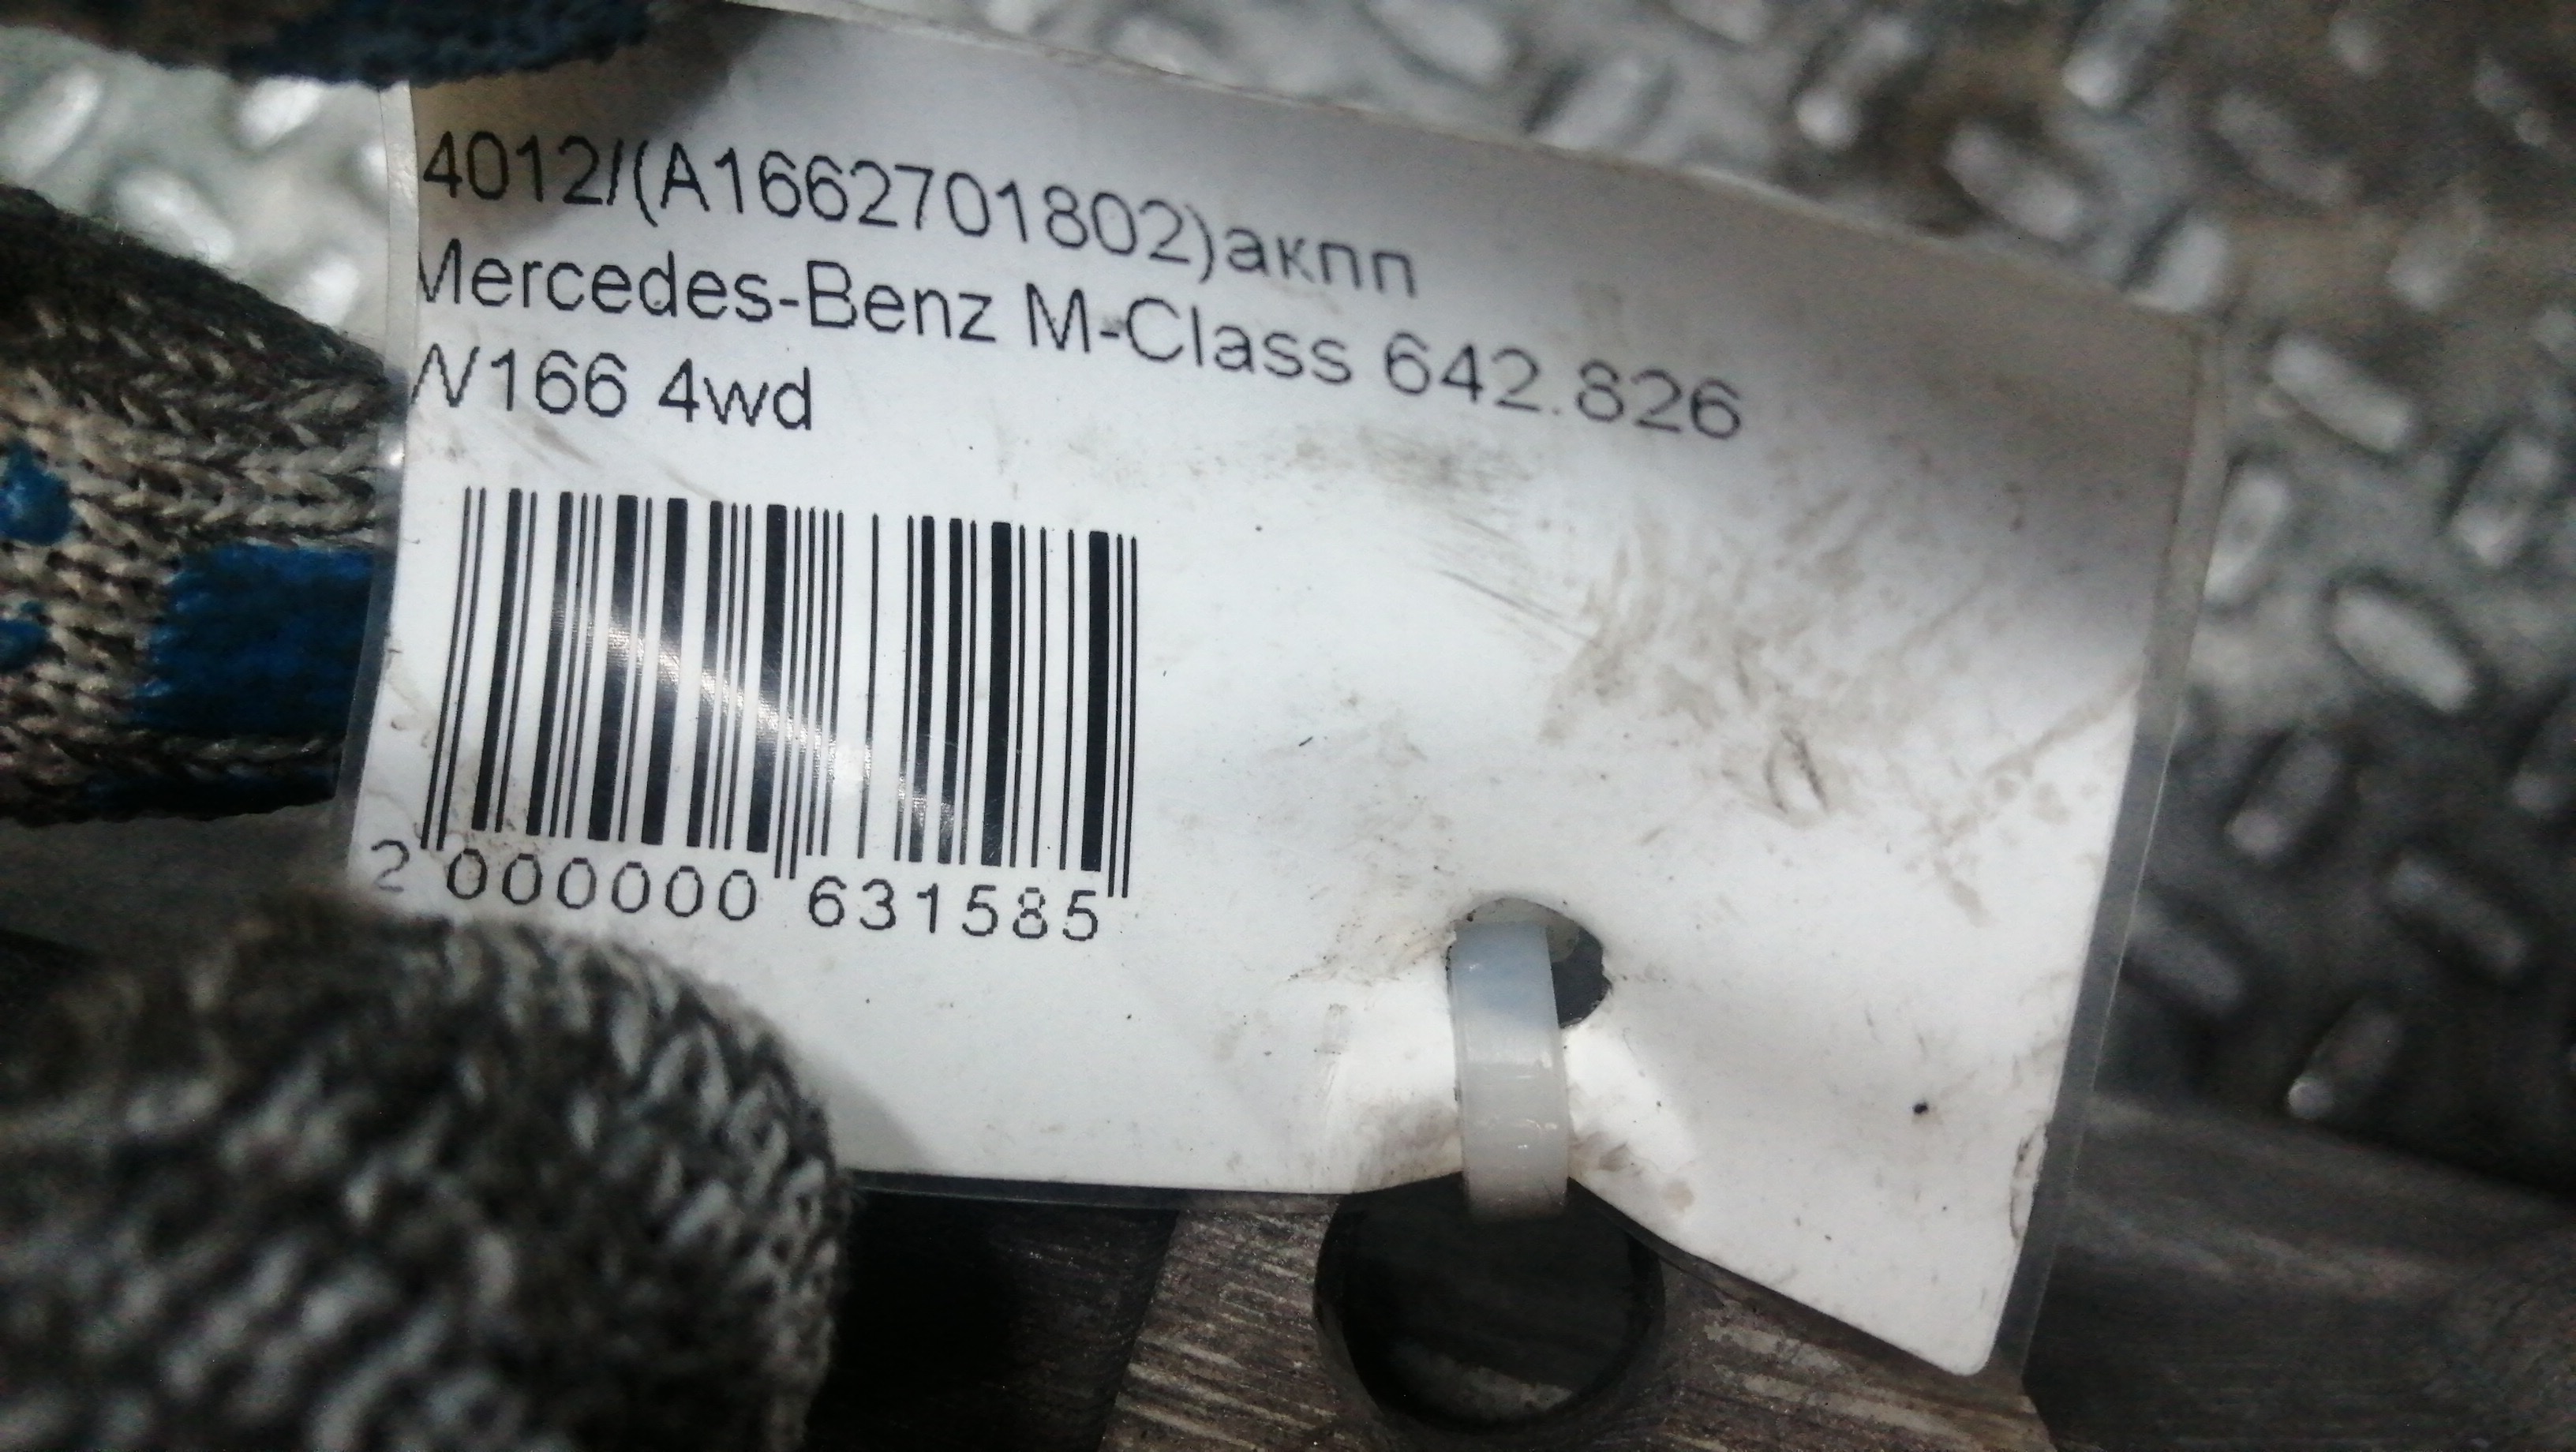 4012/(A1662701802)акпп
Mercedes-Benz M-Class 642.826
W166 4wd
2 000000 631585